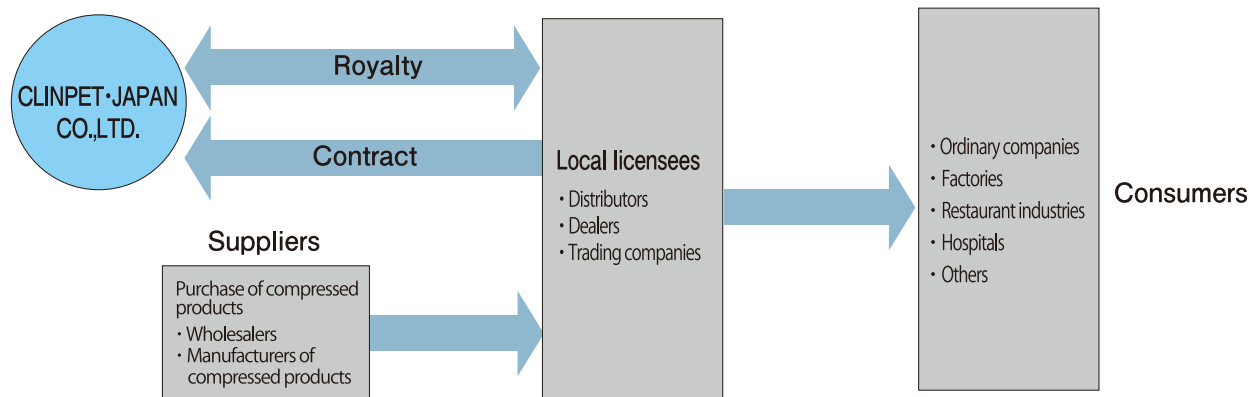 CLINPET・JAPAN
CO.,LTD.
Royalty
Contract
Suppliers
Purchase of compressed
products
・Wholesalers
・Manufacturers of
compressed products
Local licensees
・Distributors
・Dealers
・Trading companies
・Ordinary companies
・Factories
・Restaurant industries
・Hospitals
・Others
Consumers